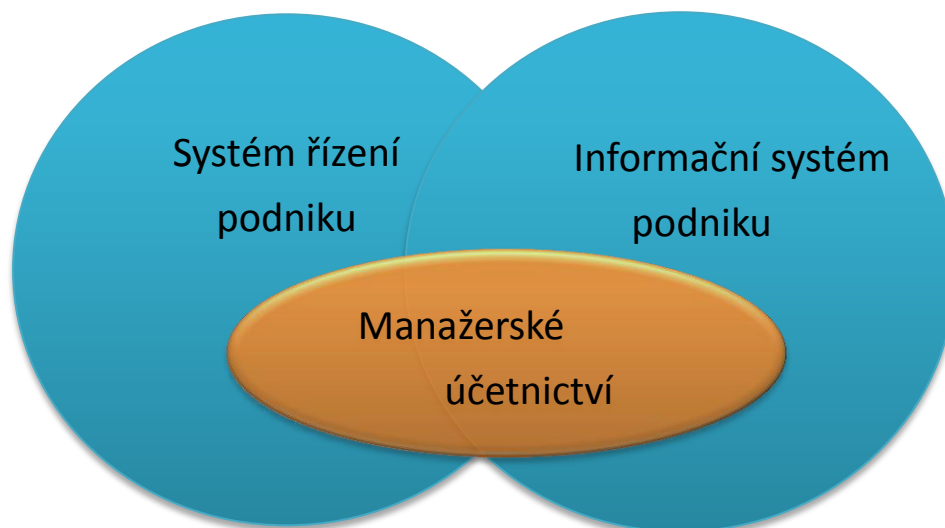 Systém řízení
podniku
Informační systém
podniku
Manažerské
účetnictví